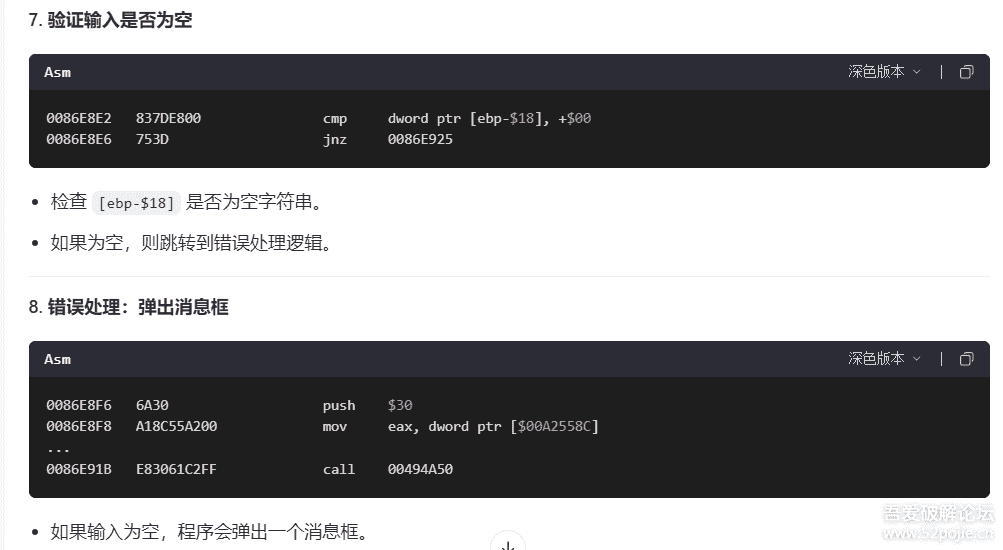 7. 验证输入是否为空
Asm 深色版本
0086E8E2 837DE800 cmp dword ptr [ebp-$18], +$00
0086E8E6 753D jnz 0086E925
• 检查 [ebp-$18] 是否为空字符串。
• 如果为空，则跳转到错误处理逻辑。
8. 错误处理：弹出消息框
Asm 深色版本
0086E8F6 6A30 push $30
0086E8F8 A18C55A200 mov eax, dword ptr [$00A2558C]
...
0086E91B E83061C2FF call 00494A50
• 如果输入为空，程序会弹出一个消息框。
吾爱破解论坛
www.52pojie.cn